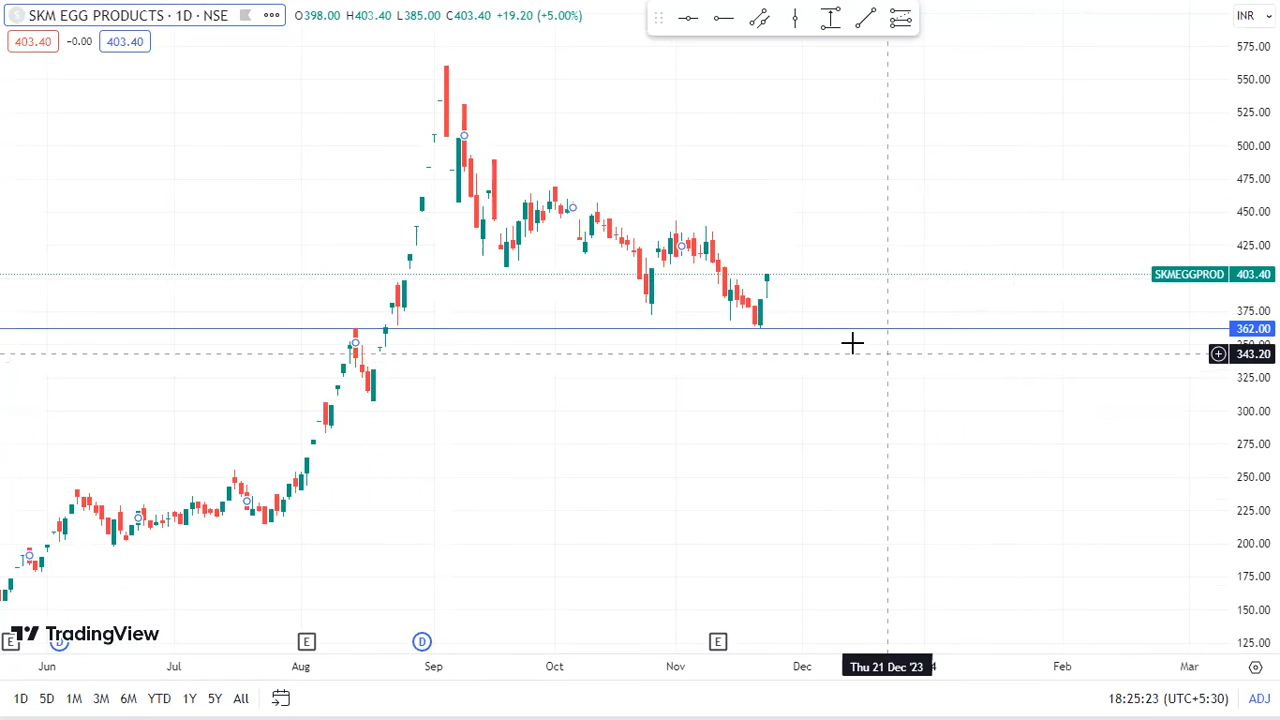 SKM EGG PRODUCTS · 1D · NSE ••• O398.00 H403.40 L385.00 C403.40 +19.20 (+5.00%) INR
403.40 -0.00 403.40
575.00
550.00
525.00
500.00
475.00
450.00
425.00
SKMEGGPROD 403.40
375.00
362.00
343.20
325.00
300.00
275.00
250.00
225.00
200.00
175.00
150.00
125.00
TradingView
E D E D E
Jun Jul Aug Sep Oct Nov Dec Thu 21 Dec '23 4 Feb Mar
1D 5D 1M 3M 6M YTD 1Y 5Y All 18:25:23 (UTC+5:30) ADJ